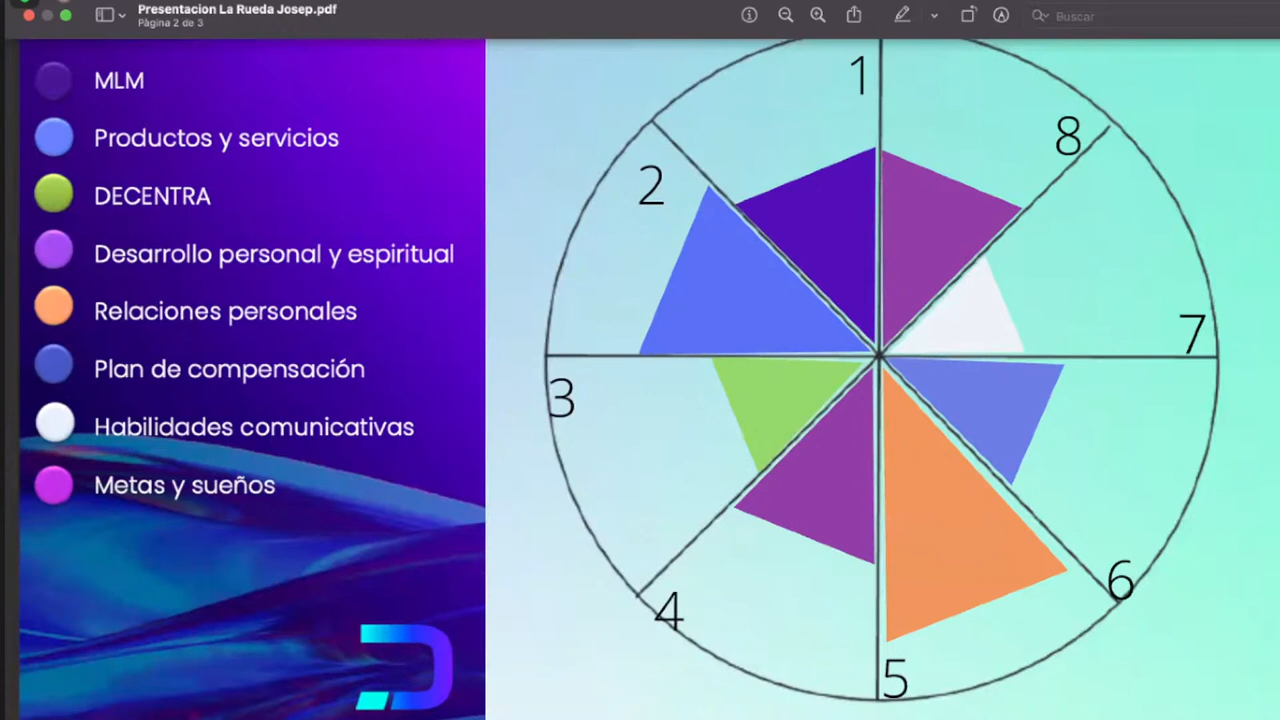 Presentacion La Rueda Josep.pdf
Página 2 de 3
Buscar
MLM
Productos y servicios
DECENTRA
Desarrollo personal y espiritual
Relaciones personales
Plan de compensación
Habilidades comunicativas
Metas y sueños
1
8
2
7
3
4
6
5